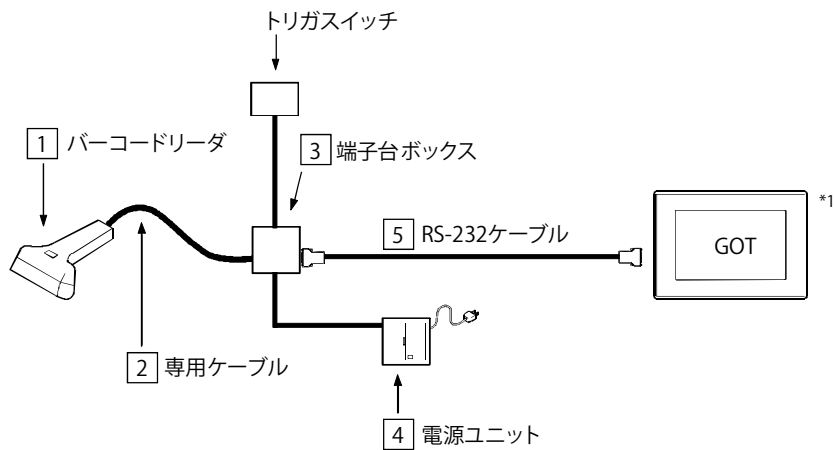 トリガスイッチ
1 バーコードリーダ
3 端子台ボックス
*1
5 RS-232ケーブル
GOT
2 専用ケーブル
4 電源ユニット